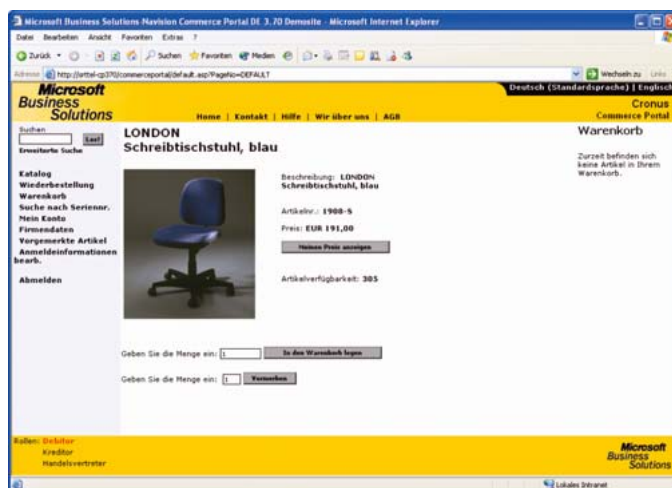 Microsoft Business Solutions-Navision Commerce Portal DE 3.70 Demosite - Microsoft Internet Explorer
Datei Bearbeiten Ansicht Favoriten Extras ?
Zurück Suchen Favoriten Medien
Adresse http://attel-cp370/commerceportal/default.asp?PageNo=DEFAULT Wechseln zu Links
Deutsch (Standardsprache) | Englisch
Microsoft
Business
Solutions
Cronus
Commerce Portal
Home | Kontakt | Hilfe | Wir über uns | AGB
Suchen
Los!
Erweiterte Suche
Katalog
Wiederbestellung
Warenkorb
Suche nach Seriennr.
Mein Konto
Firmendaten
Vorgemerkte Artikel
Anmeldeinformationen
bearb.
Abmelden
LONDON
Schreibtischstuhl, blau
Beschreibung: LONDON
Schreibtischstuhl, blau
Artikelnr.: 1908-S
Preis: EUR 191,00
Meinen Preis anzeigen
Artikelverfügbarkeit: 305
Geben Sie die Menge ein: 1 In den Warenkorb legen
Geben Sie die Menge ein: 1 Vormerken
Warenkorb
Zurzeit befinden sich
keine Artikel in Ihrem
Warenkorb.
Rollen: Debitor
Kreditor
Handelsvertreter
Microsoft
Business
Solutions
Lokales Intranet